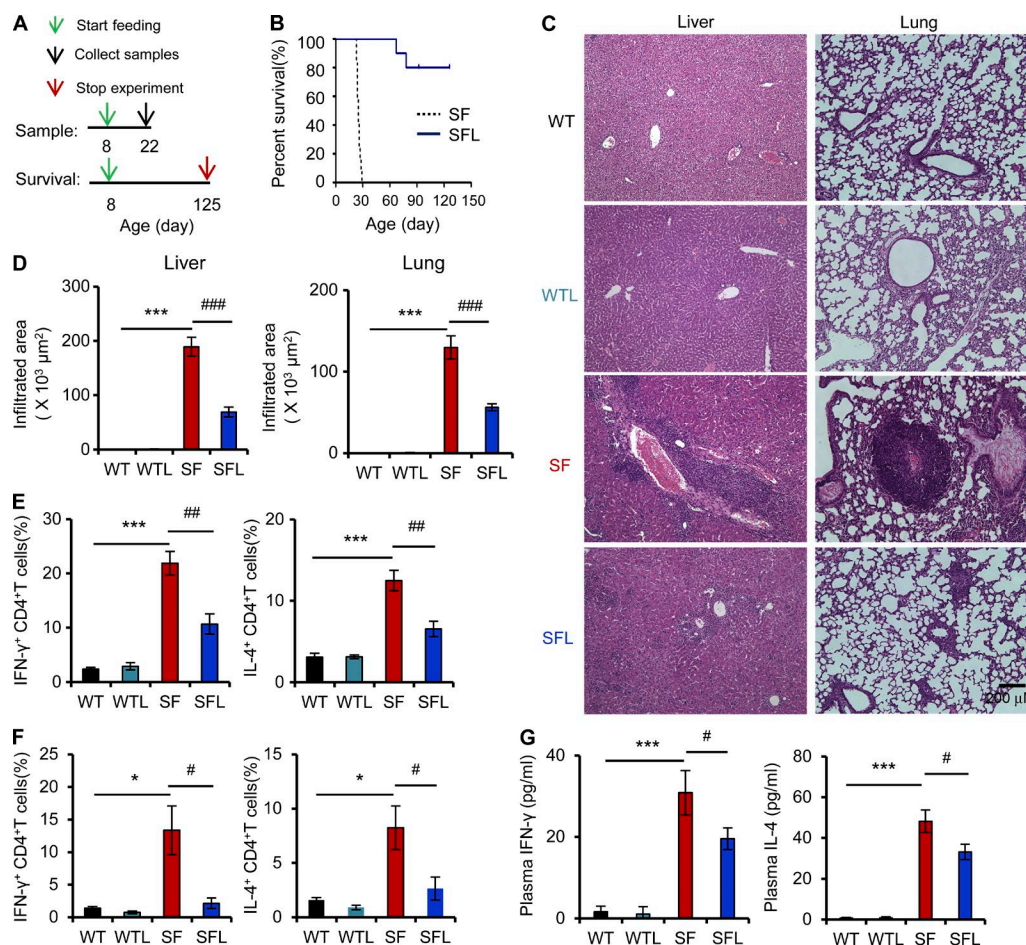 A
Start feeding
Collect samples
Stop experiment
Sample:
8 22
Survival:
8 125
Age (day)
B
Percent survival(%)
100
80
60
40
20
0
SF
SFL
0 30 60 90 120 150
Age (day)
C
Liver Lung
WT
WTL
SF
SFL
200 μm
D
Liver
Infiltrated area
( X 10³ μm²)
300
200
100
0
***
###
WT WTL SF SFL
Lung
Infiltrated area
( X 10³ μm²)
150
100
50
0
***
###
WT WTL SF SFL
E
IFN-γ⁺ CD4⁺T cells(%)
30
20
10
0
***
##
WT WTL SF SFL
IL-4⁺ CD4⁺T cells(%)
20
15
10
5
0
***
##
WT WTL SF SFL
F
IFN-γ⁺ CD4⁺T cells(%)
25
20
15
10
5
0
*
#
WT WTL SF SFL
IL-4⁺ CD4⁺T cells(%)
15
10
5
0
*
#
WT WTL SF SFL
G
Plasma IFN-γ (pg/ml)
40
20
0
***
#
WT WTL SF SFL
Plasma IL-4 (pg/ml)
80
60
40
20
0
***
#
WT WTL SF SFL